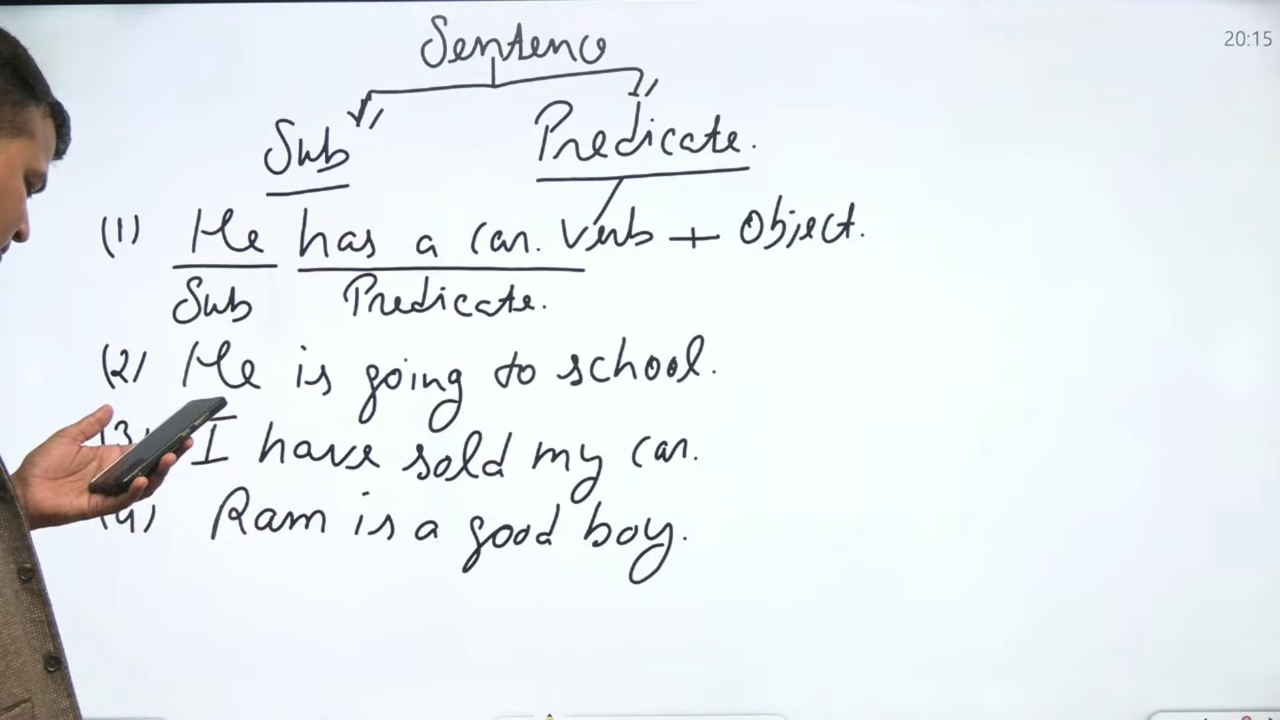 20:15
Sentence
Sub Predicate.
(1) He has a car. Verb + Object.
Sub Predicate.
(2) He is going to school.
(3) I have sold my car.
(4) Ram is a good boy.